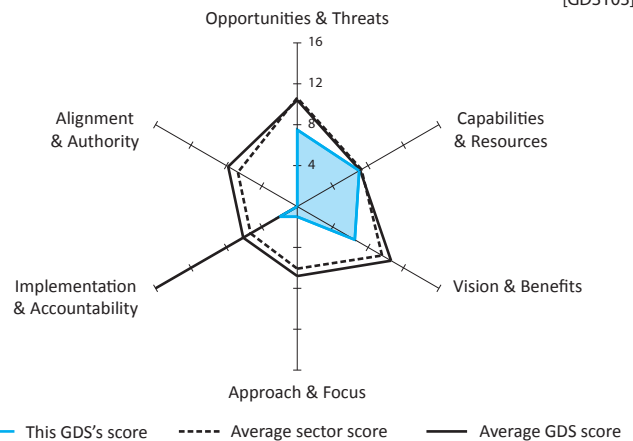 [GDS103]
Opportunities & Threats
16
12
8
4
Alignment
& Authority
Capabilities
& Resources
Implementation
& Accountability
Vision & Benefits
Approach & Focus
This GDS's score
Average sector score
Average GDS score